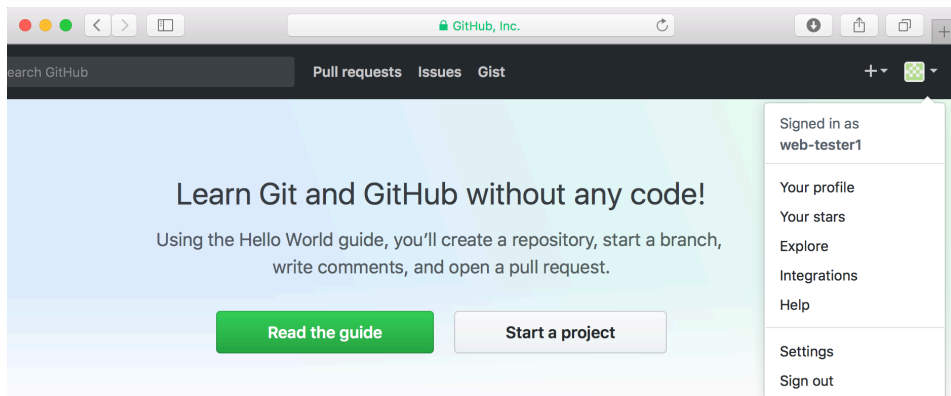 GitHub, Inc.
earch GitHub
Pull requests Issues Gist
Signed in as
web-tester1
Your profile
Your stars
Explore
Integrations
Help
Settings
Sign out
Learn Git and GitHub without any code!
Using the Hello World guide, you’ll create a repository, start a branch,
write comments, and open a pull request.
Read the guide
Start a project